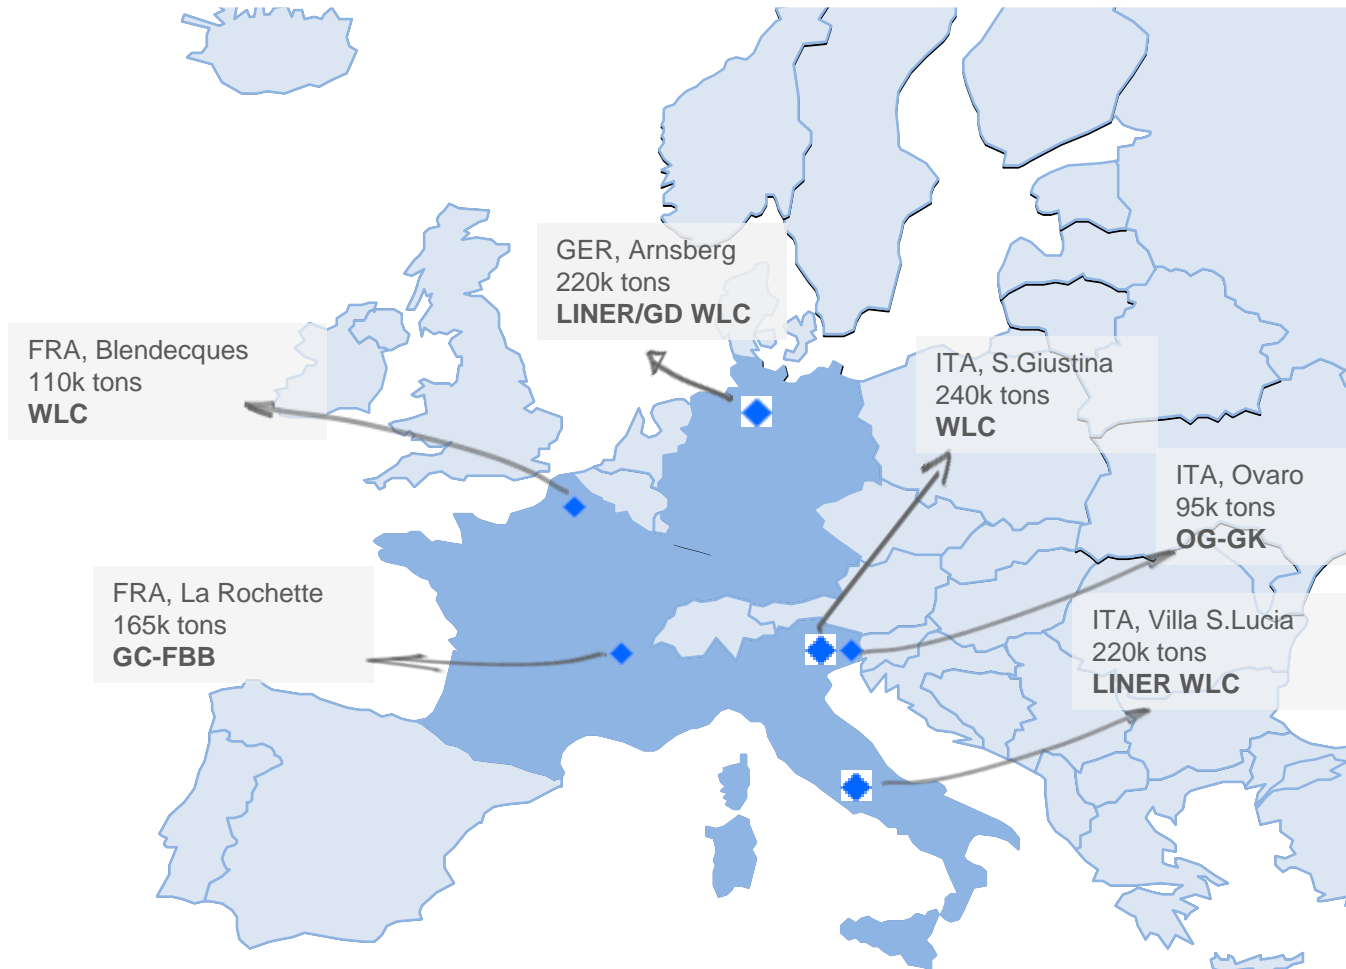 GER, Arnsberg
220k tons
LINER/GD WLC
FRA, Blendecques
110k tons
WLC
ITA, S.Giustina
240k tons
WLC
ITA, Ovaro
95k tons
OG-GK
FRA, La Rochette
165k tons
GC-FBB
ITA, Villa S.Lucia
220k tons
LINER WLC